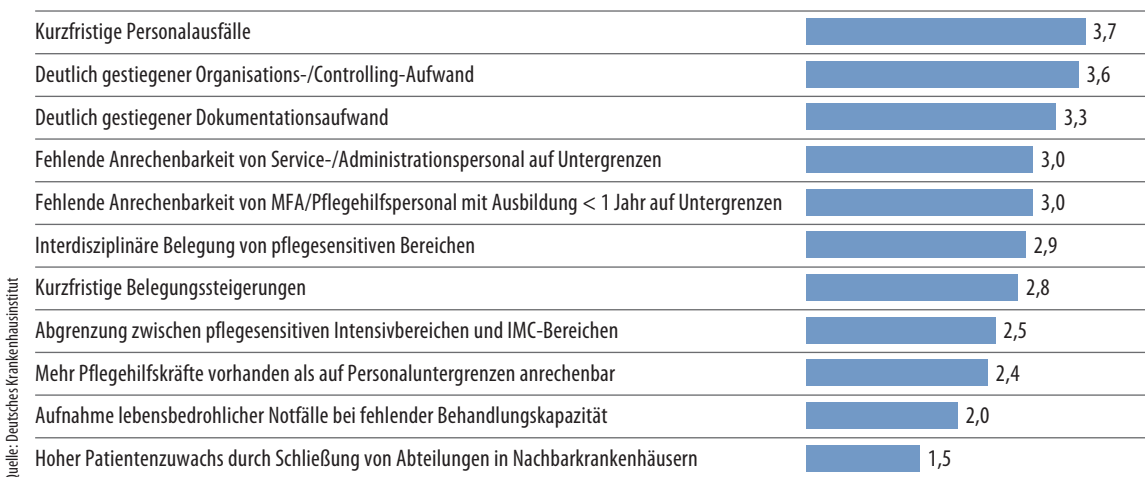 Kurzfristige Personalausfälle 3,7
Deutlich gestiegener Organisations-/Controlling-Aufwand 3,6
Deutlich gestiegener Dokumentationsaufwand 3,3
Fehlende Anrechenbarkeit von Service-/Administrationspersonal auf Untergrenzen 3,0
Fehlende Anrechenbarkeit von MFA/Pflegehilfspersonal mit Ausbildung < 1 Jahr auf Untergrenzen 3,0
Interdisziplinäre Belegung von pflegesensitiven Bereichen 2,9
Kurzfristige Belegungssteigerungen 2,8
Abgrenzung zwischen pflegesensitiven Intensivbereichen und IMC-Bereichen 2,5
Mehr Pflegehilfskräfte vorhanden als auf Personaluntergrenzen anrechenbar 2,4
Aufnahme lebensbedrohlicher Notfälle bei fehlender Behandlungskapazität 2,0
Hoher Patientenzuwachs durch Schließung von Abteilungen in Nachbarkrankenhäusern 1,5
Quelle: Deutsches Krankenhausinstitut